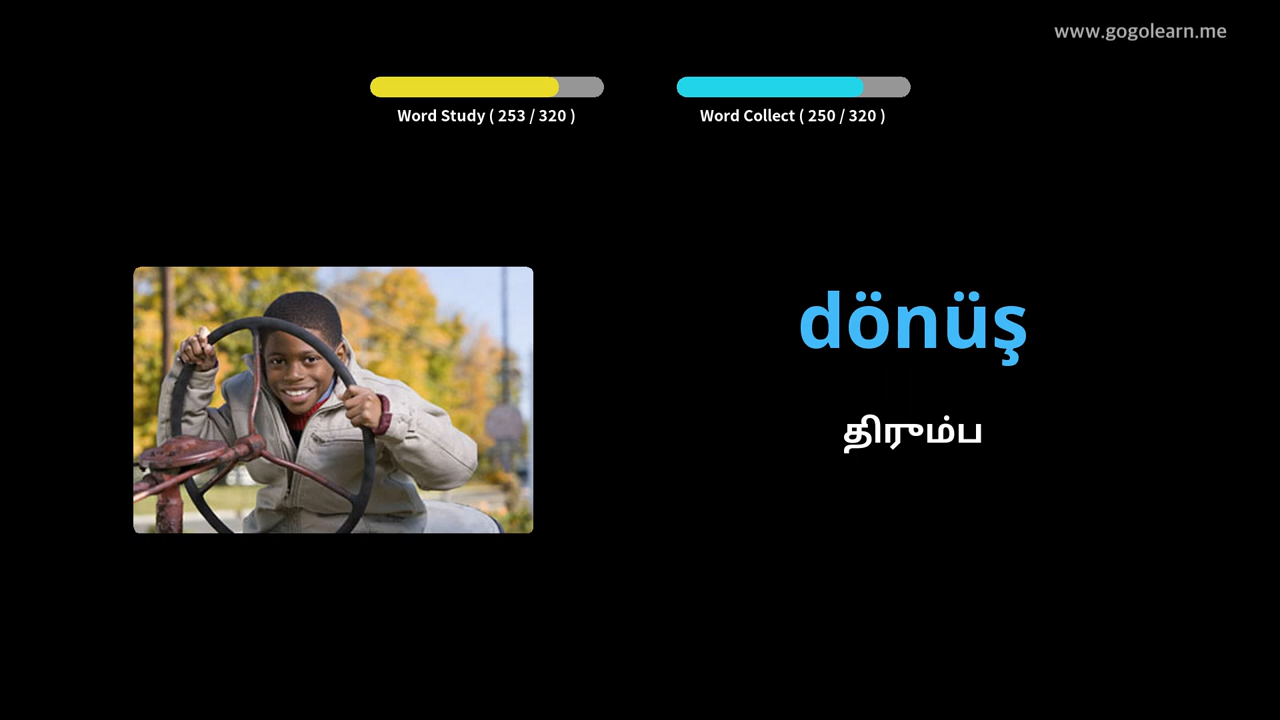 www.gogolearn.me
Word Study ( 253 / 320 )
Word Collect ( 250 / 320 )
dönüş
திரும்ப